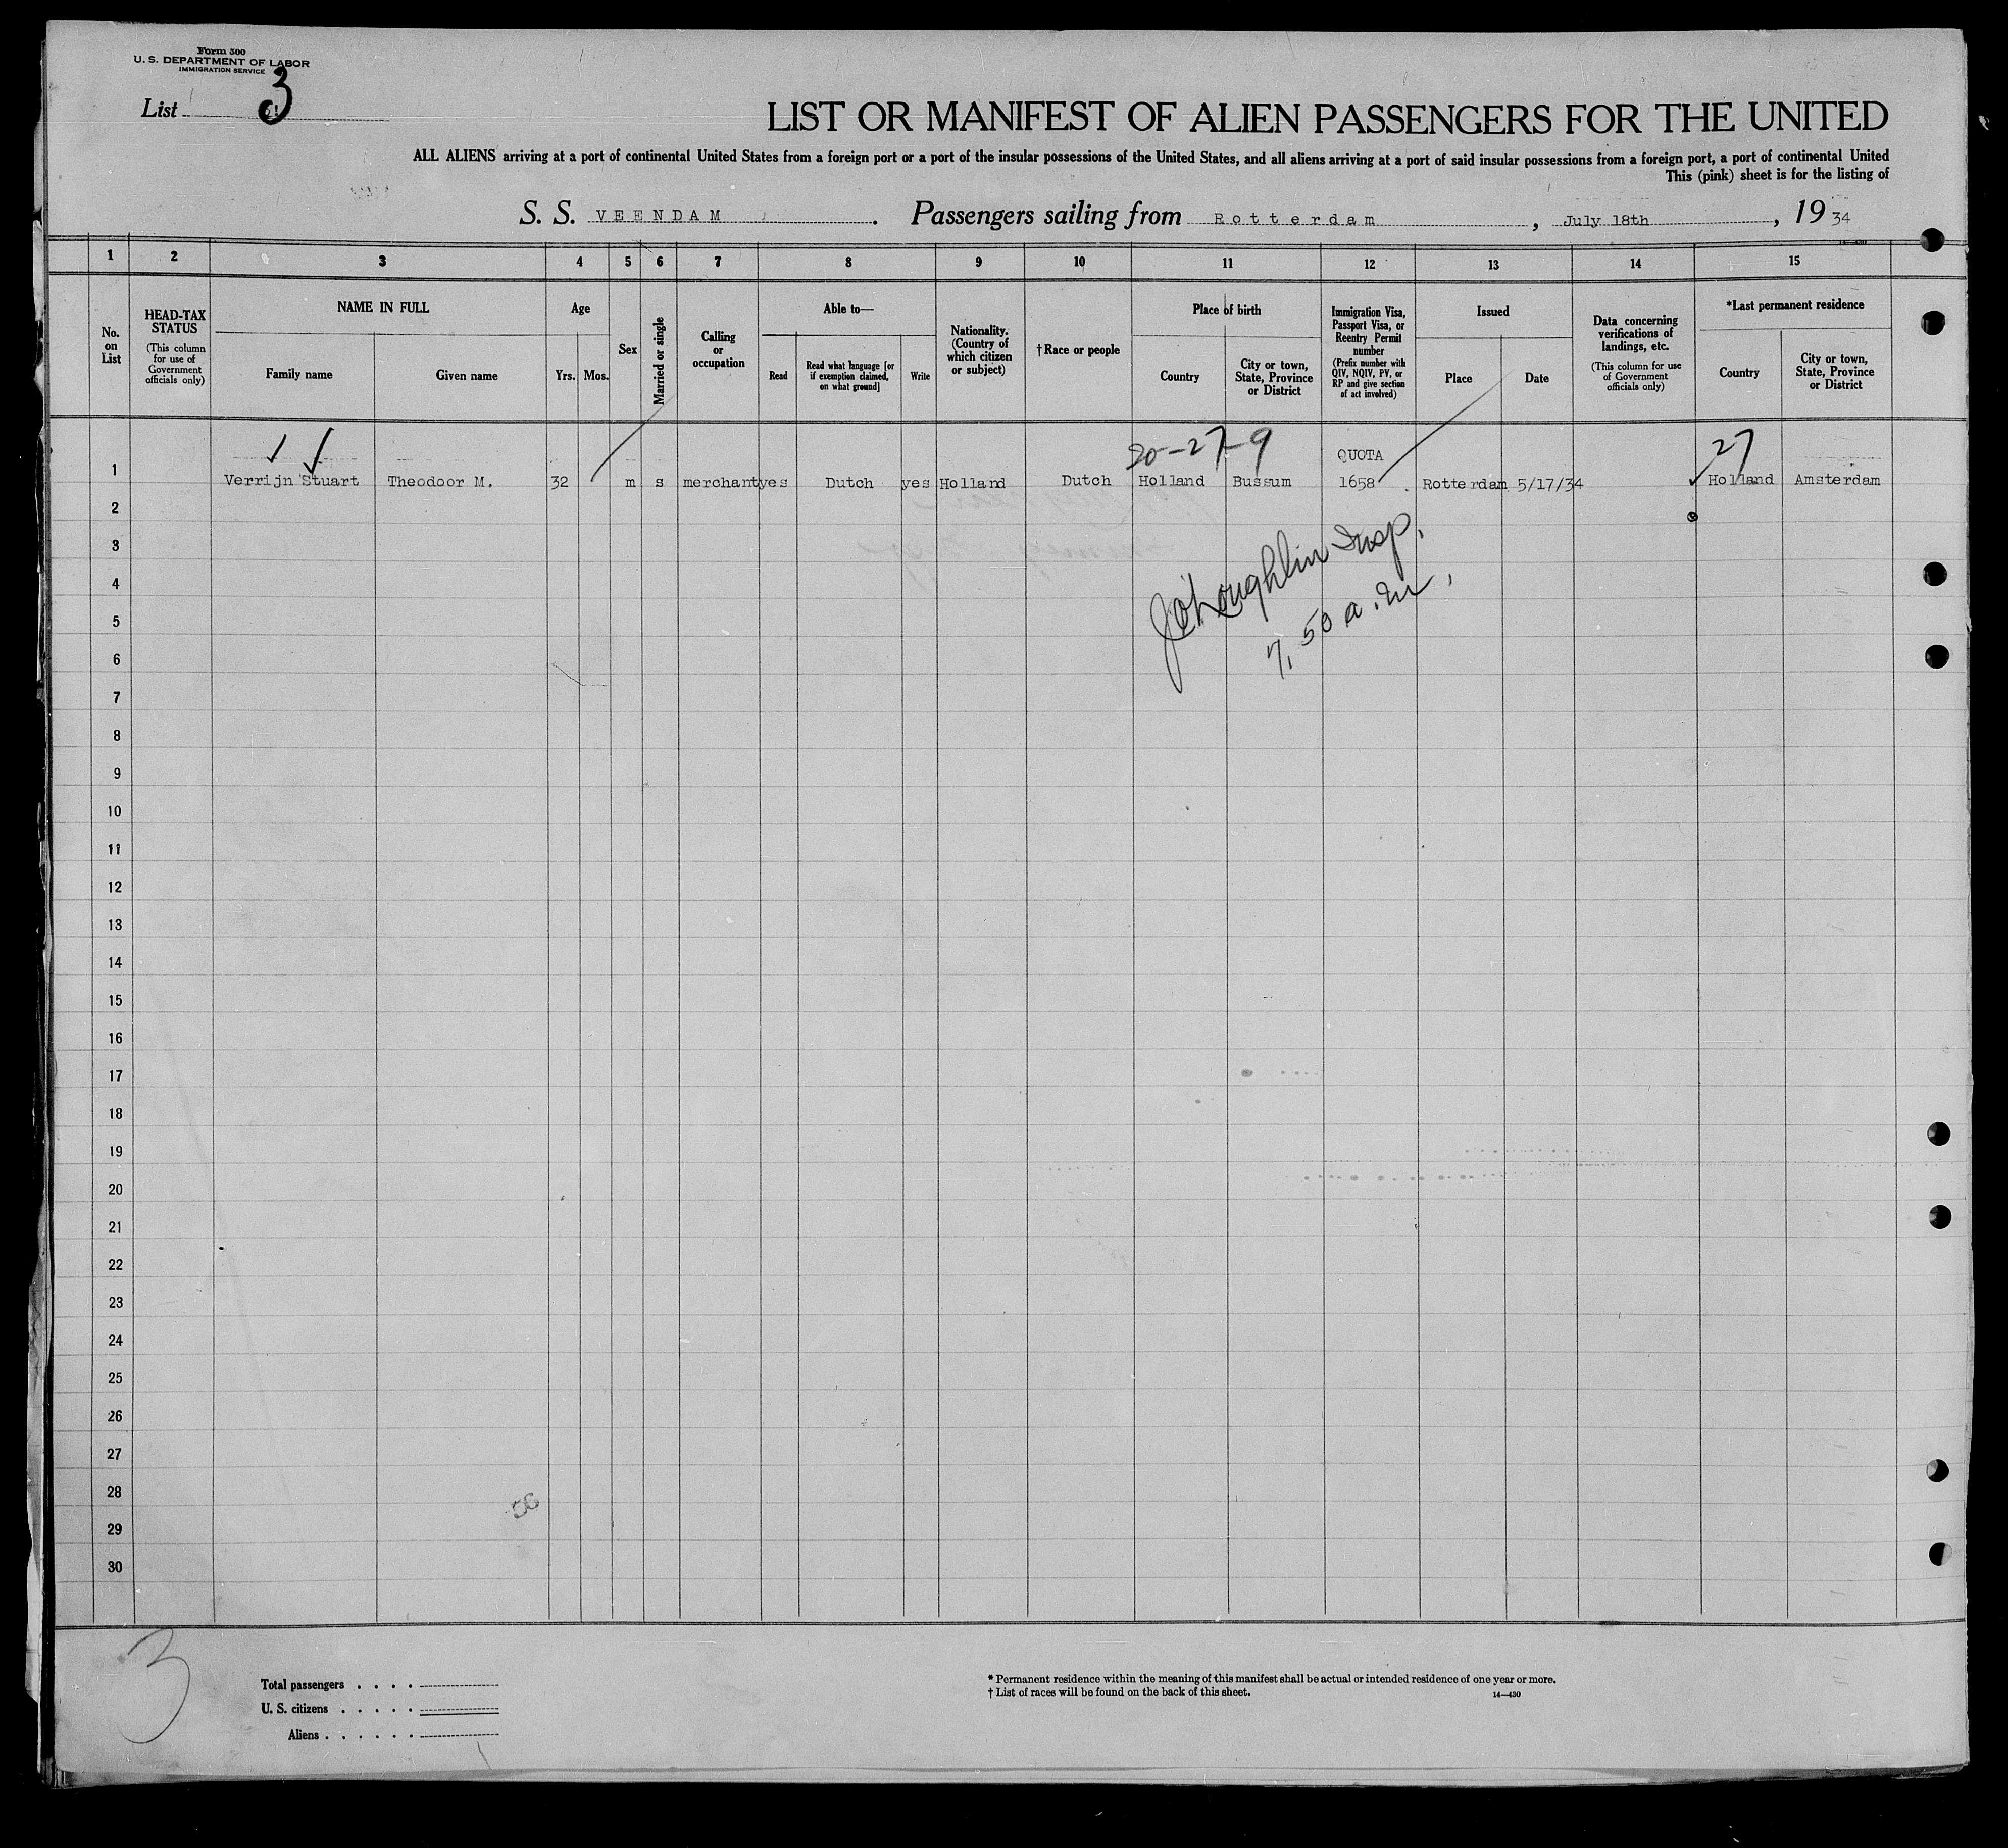 Form 500
U. S. DEPARTMENT OF LABOR
IMMIGRATION SERVICE
List 3
LIST OR MANIFEST OF ALIEN PASSENGERS FOR THE UNITED
ALL ALIENS arriving at a port of continental United States from a foreign port or a port of the insular possessions of the United States, and all aliens arriving at a port of said insular possessions from a foreign port, a port of continental United
This (pink) sheet is for the listing of
S. S. VEENDAM. Passengers sailing from Rotterdam, July 18th, 1934
1 2 3 4 5 6 7 8 9 10 11 12 13 14 15
No. on List
HEAD-TAX STATUS
(This column for use of Government officials only)
NAME IN FULL
Family name
Given name
Age
Yrs. Mos.
Sex
Married or single
Calling or occupation
Able to—
Read
Read what language [or if exemption claimed, on what ground]
Write
Nationality. (Country of which citizen or subject)
† Race or people
Place of birth
Country
City or town, State, Province or District
Immigration Visa, Passport Visa, or Reentry Permit number
(Prefix number with QIV, NQIV, PV, or RP and give section of act involved)
Issued
Place
Date
Data concerning verifications of landings, etc.
(This column for use of Government officials only)
*Last permanent residence
Country
City or town, State, Province or District
20-27-9
27
QUOTA
1 Verrijn Stuart Theodoor M. 32 m s merchant yes Dutch yes Holland Dutch Holland Bussum 1658 Rotterdam 5/17/34 Holland Amsterdam
2
J O'Loughlin Insp.
3
4
7,50 a.m.
5
6
7
8
9
10
11
12
13
14
15
16
17
18
19
20
21
22
23
24
25
26
27
28
56
29
30
3
Total passengers . . . .
U. S. citizens . . . . .
Aliens . . . . . .
* Permanent residence within the meaning of this manifest shall be actual or intended residence of one year or more.
† List of races will be found on the back of this sheet.
14—430